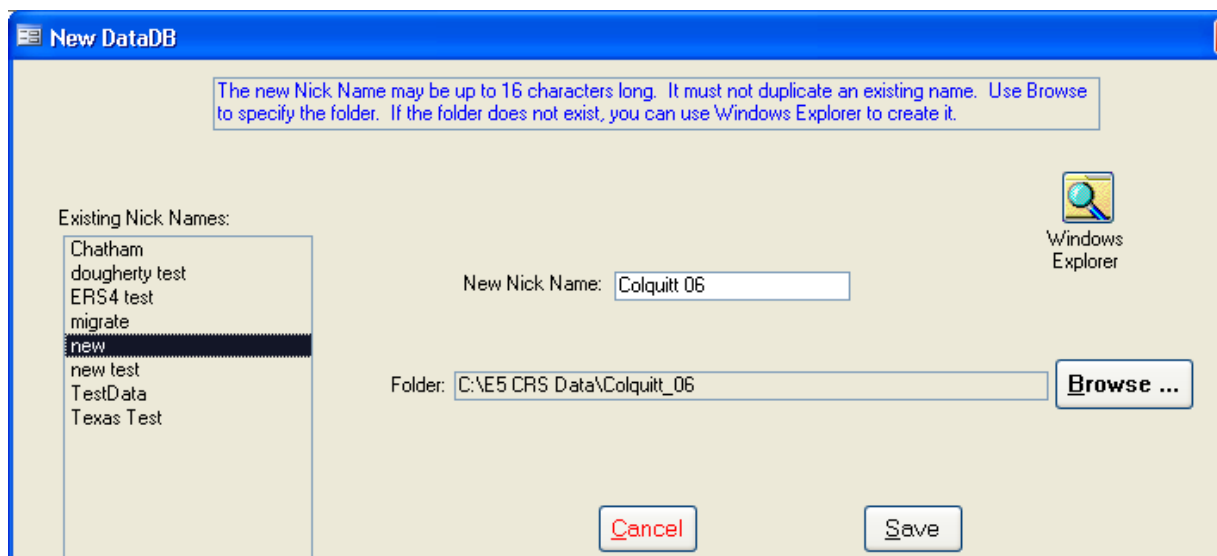 New DataDB
The new Nick Name may be up to 16 characters long.  It must not duplicate an existing name.  Use Browse
to specify the folder.  If the folder does not exist, you can use Windows Explorer to create it.
Windows
Explorer
Existing Nick Names:
Chatham
dougherty test
ERS4 test
migrate
new
new test
TestData
Texas Test
New Nick Name: Colquitt 06
Folder: C:\E5 CRS Data\Colquitt_06
Browse ...
Cancel
Save